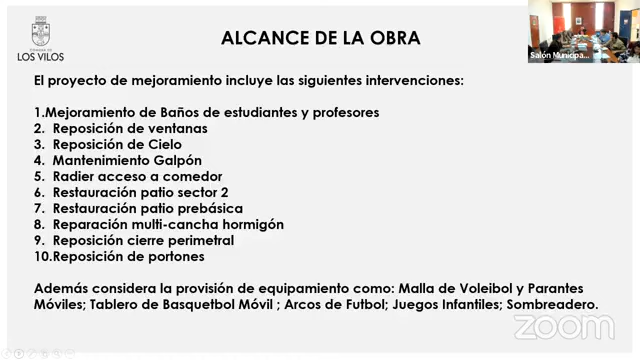 LOS VILOS
ALCANCE DE LA OBRA
Salón Municipa...
El proyecto de mejoramiento incluye las siguientes intervenciones:
1.Mejoramiento de Baños de estudiantes y profesores
2. Reposición de ventanas
3. Reposición de Cielo
4. Mantenimiento Galpón
5. Radier acceso a comedor
6. Restauración patio sector 2
7. Restauración patio prebásica
8. Reparación multi-cancha hormigón
9. Reposición cierre perimetral
10.Reposición de portones
Además considera la provisión de equipamiento como: Malla de Voleibol y Parantes
Móviles; Tablero de Basquetbol Móvil ; Arcos de Futbol; Juegos Infantiles; Sombreadero.
zoom